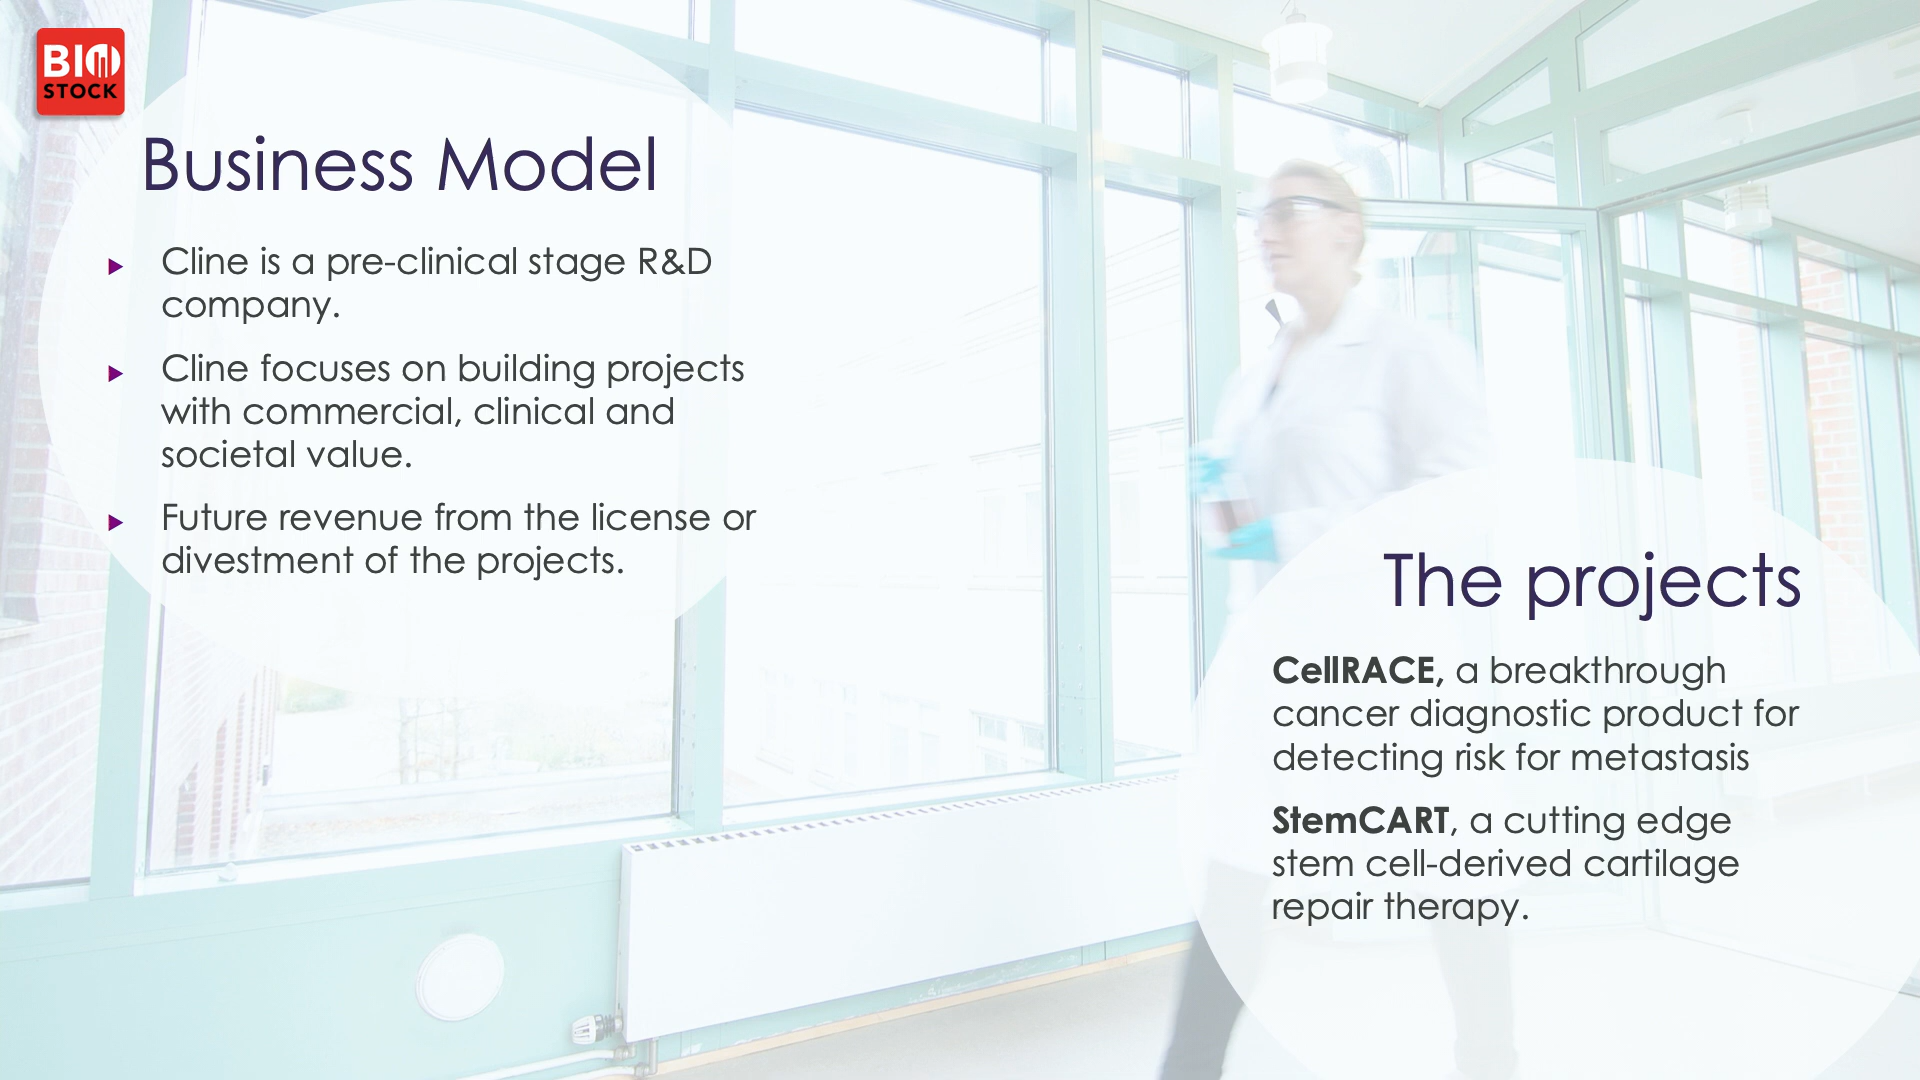 BIO
STOCK
Business Model
Cline is a pre-clinical stage R&D
company.
Cline focuses on building projects
with commercial, clinical and
societal value.
Future revenue from the license or
divestment of the projects.
The projects
CellRACE, a breakthrough
cancer diagnostic product for
detecting risk for metastasis
StemCART, a cutting edge
stem cell-derived cartilage
repair therapy.